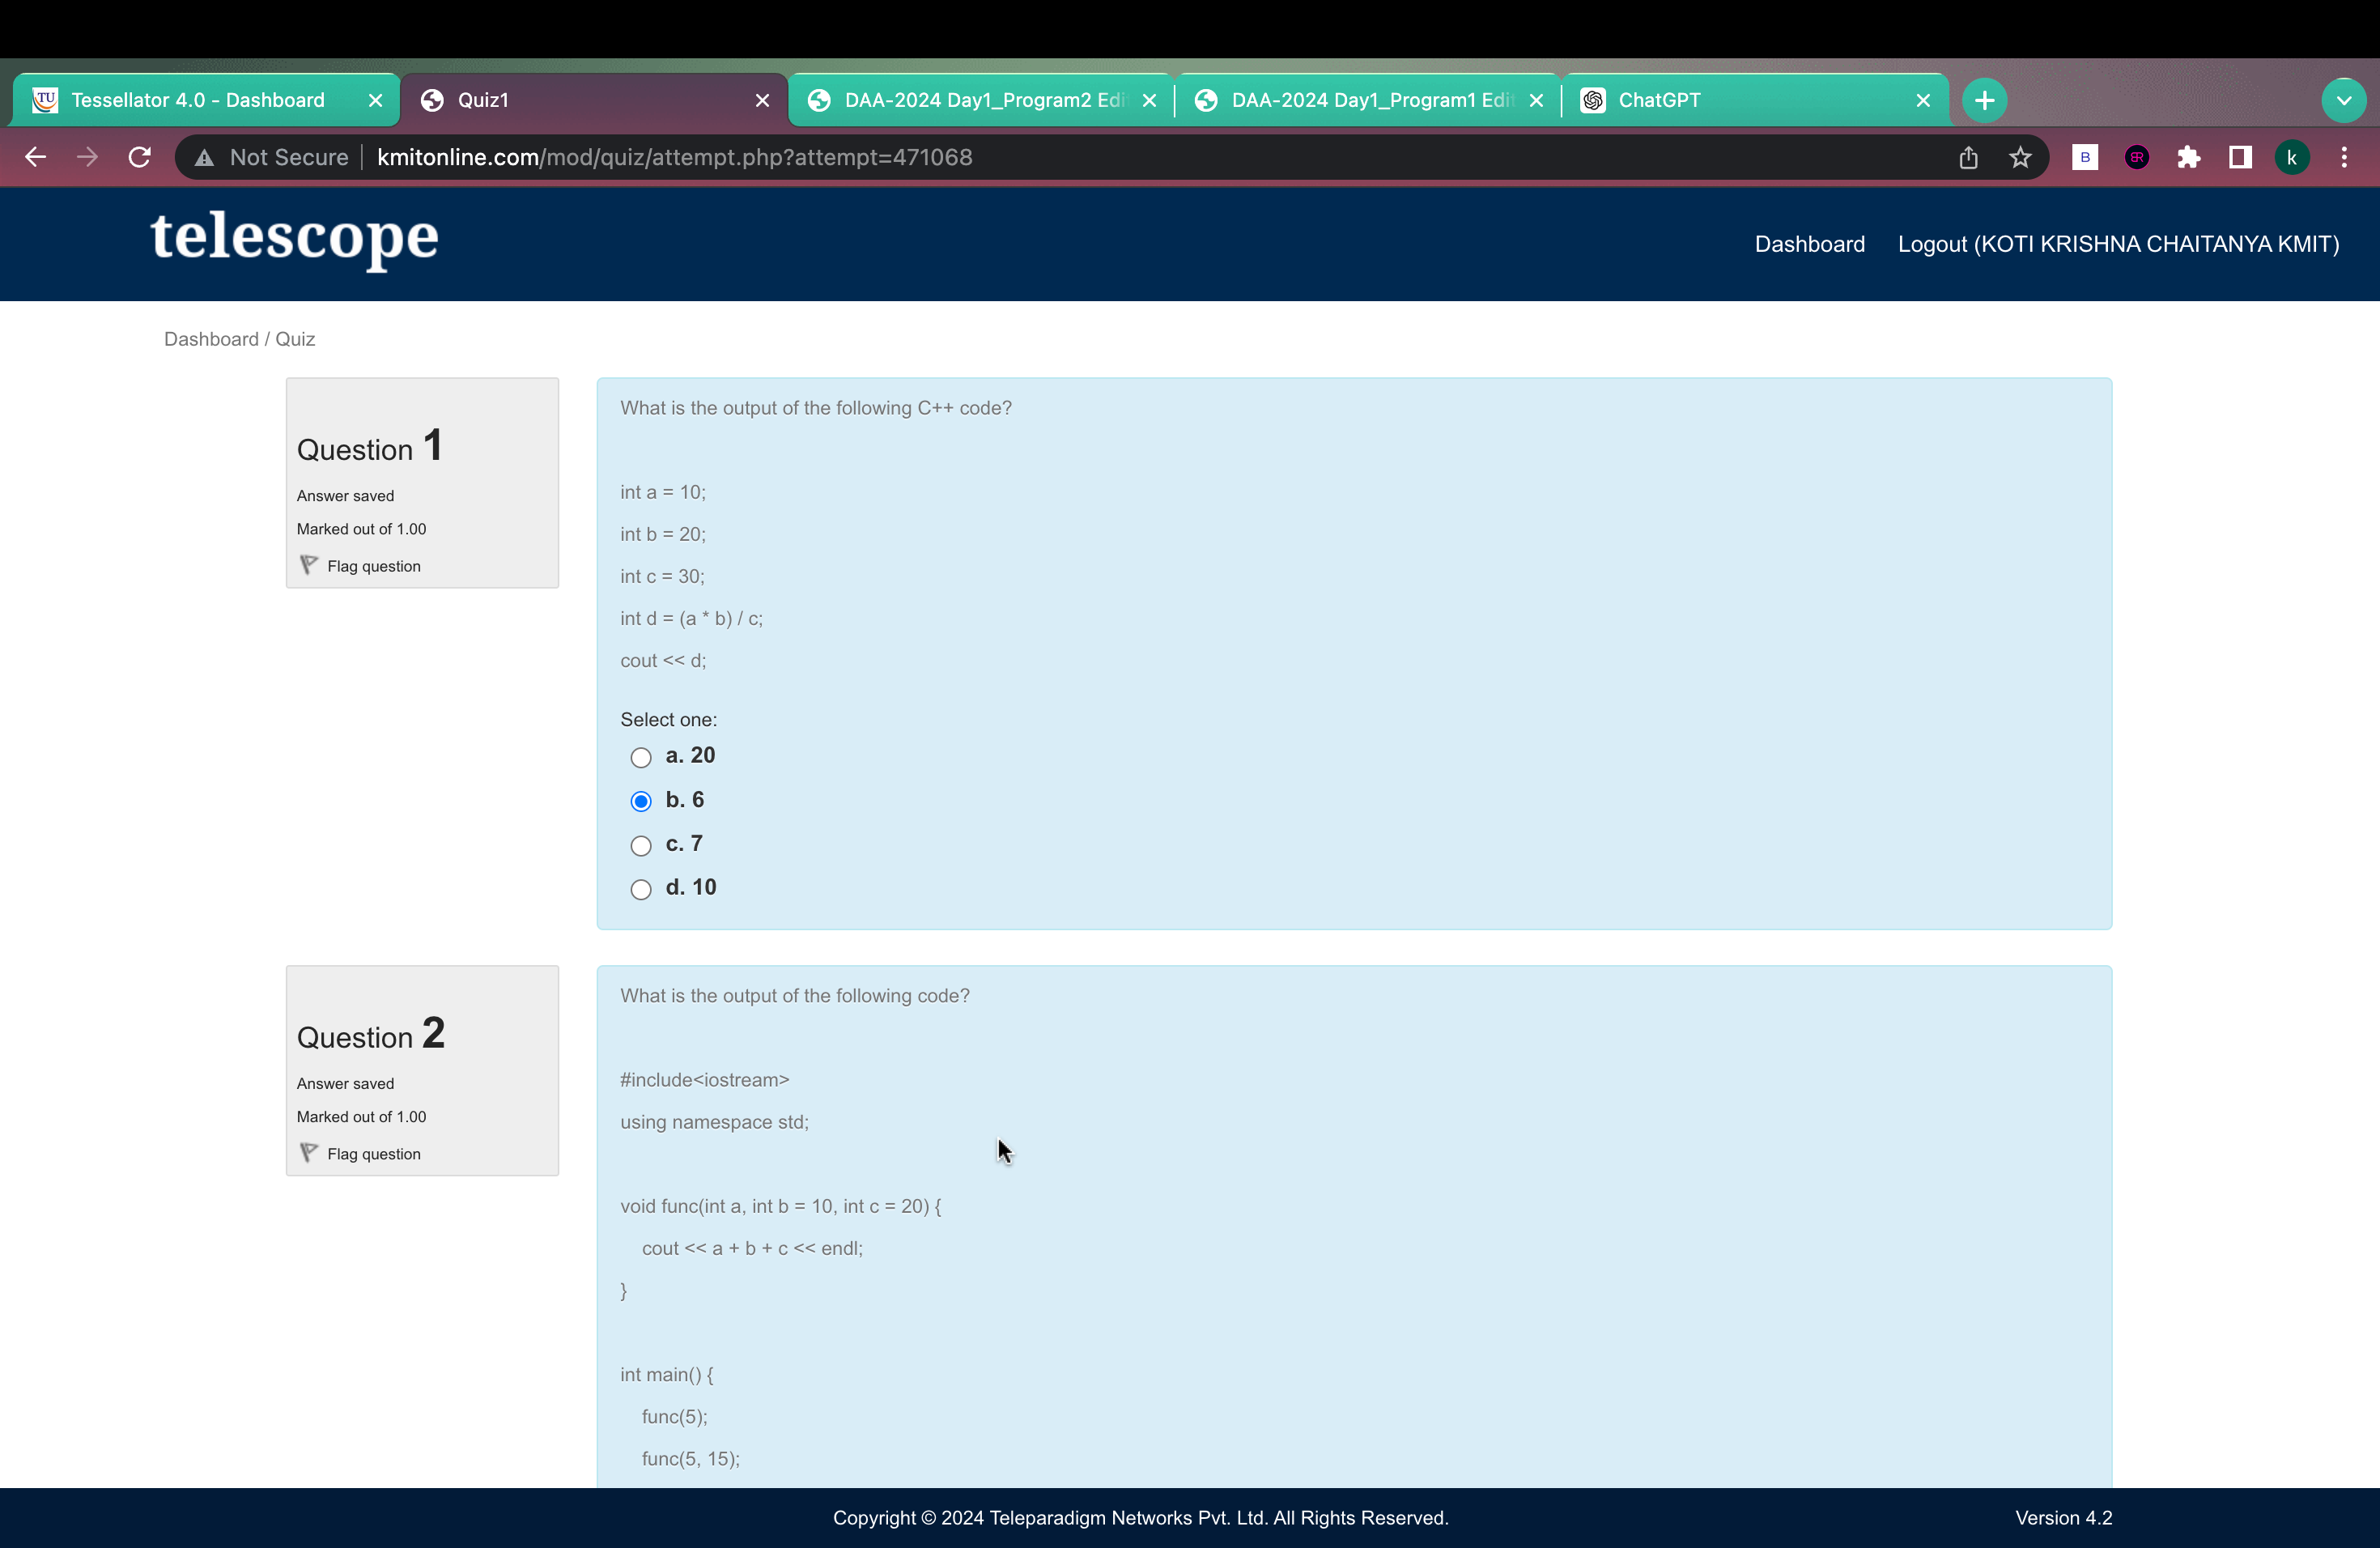 Tessellator 4.0 - Dashboard
Quiz1
DAA-2024 Day1_Program2 Edi
DAA-2024 Day1_Program1 Edi
ChatGPT
Not Secure kmitonline.com/mod/quiz/attempt.php?attempt=471068
B
k
telescope
Dashboard Logout (KOTI KRISHNA CHAITANYA KMIT)
Dashboard / Quiz
Question 1
Answer saved
Marked out of 1.00
Flag question
What is the output of the following C++ code?
int a = 10;
int b = 20;
int c = 30;
int d = (a * b) / c;
cout << d;
Select one:
a. 20
b. 6
c. 7
d. 10
Question 2
Answer saved
Marked out of 1.00
Flag question
What is the output of the following code?
#include<iostream>
using namespace std;
void func(int a, int b = 10, int c = 20) {
cout << a + b + c << endl;
}
int main() {
func(5);
func(5, 15);
Copyright © 2024 Teleparadigm Networks Pvt. Ltd. All Rights Reserved.
Version 4.2